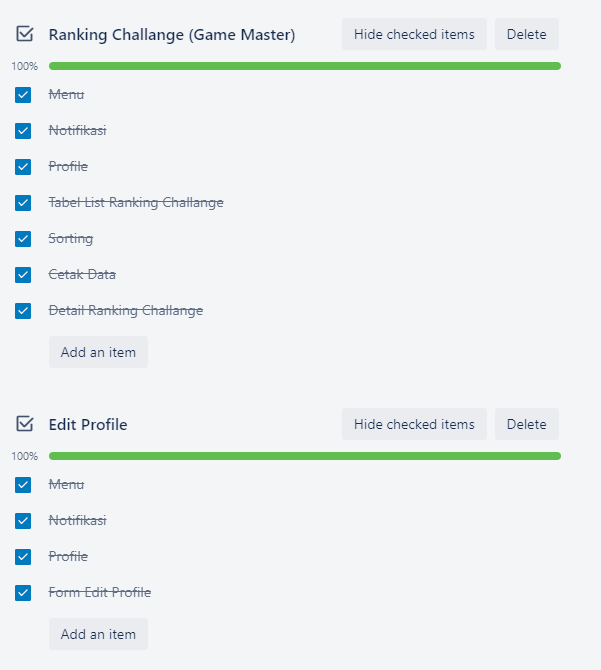 Ranking Challange (Game Master) Hide checked items Delete
100%
Menu
Notifikasi
Profile
Tabel List Ranking Challange
Sorting
Cetak Data
Detail Ranking Challange
Add an item
Edit Profile Hide checked items Delete
100%
Menu
Notifikasi
Profile
Form Edit Profile
Add an item